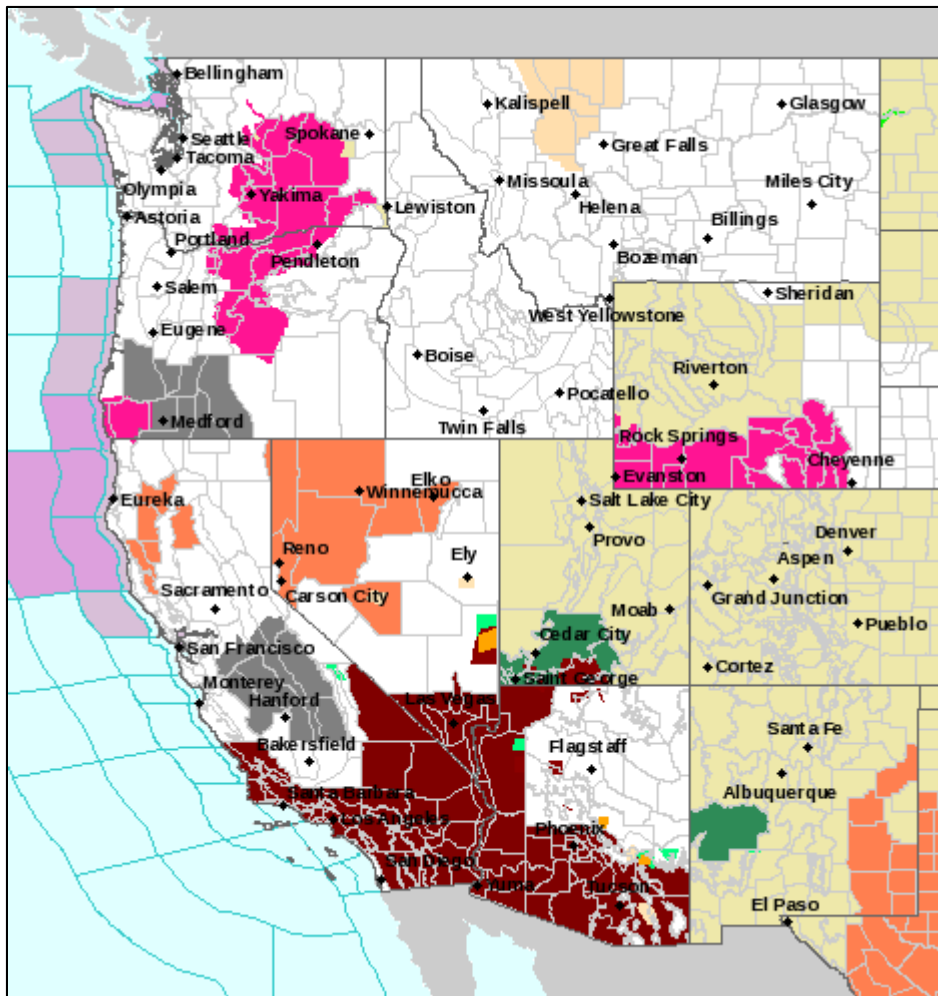 Bellingham
Kalispell
Glasgow
Seattle
Spokane
Great Falls
Tacoma
Olympia
Missoula
Miles City
Yakima
Helena
Lewiston
Astoria
Billings
Portland
Pendleton
Bozeman
Salem
Sheridan
West Yellowstone
Eugene
Boise
Riverton
Pocatello
Medford
Twin Falls
Rock Springs
Cheyenne
Evanston
Elko
Winnemucca
Eureka
Salt Lake City
Denver
Provo
Reno
Ely
Aspen
Carson City
Grand Junction
Sacramento
Moab
Pueblo
Cedar City
San Francisco
Cortez
Saint George
Monterey
Hanford
Las Vegas
Bakersfield
Flagstaff
Santa Fe
Albuquerque
Santa Barbara
Los Angeles
Phoenix
San Diego
Yuma
Tucson
El Paso